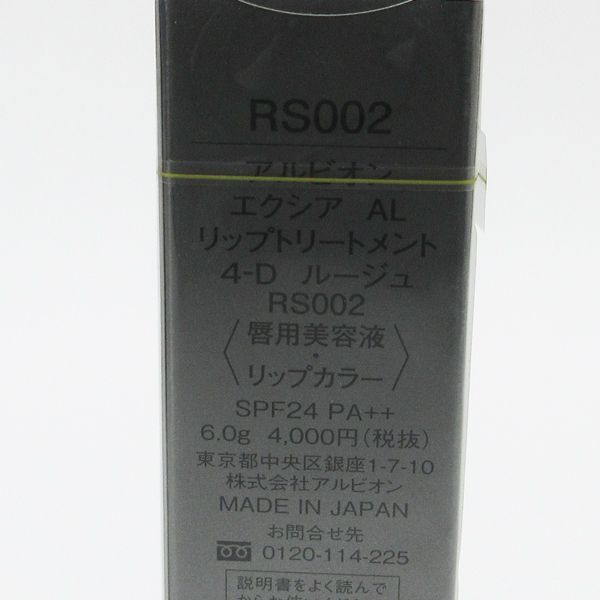 RS002
アルビオン
エクシア AL
リップトリートメント
4-D ルージュ
RS002
〈唇用美容液・リップカラー〉
SPF24 PA++
6.0g 4,000円(税抜)
東京都中央区銀座1-7-10
株式会社アルビオン
MADE IN JAPAN
お問合せ先
0120-114-225
説明書をよく読んで